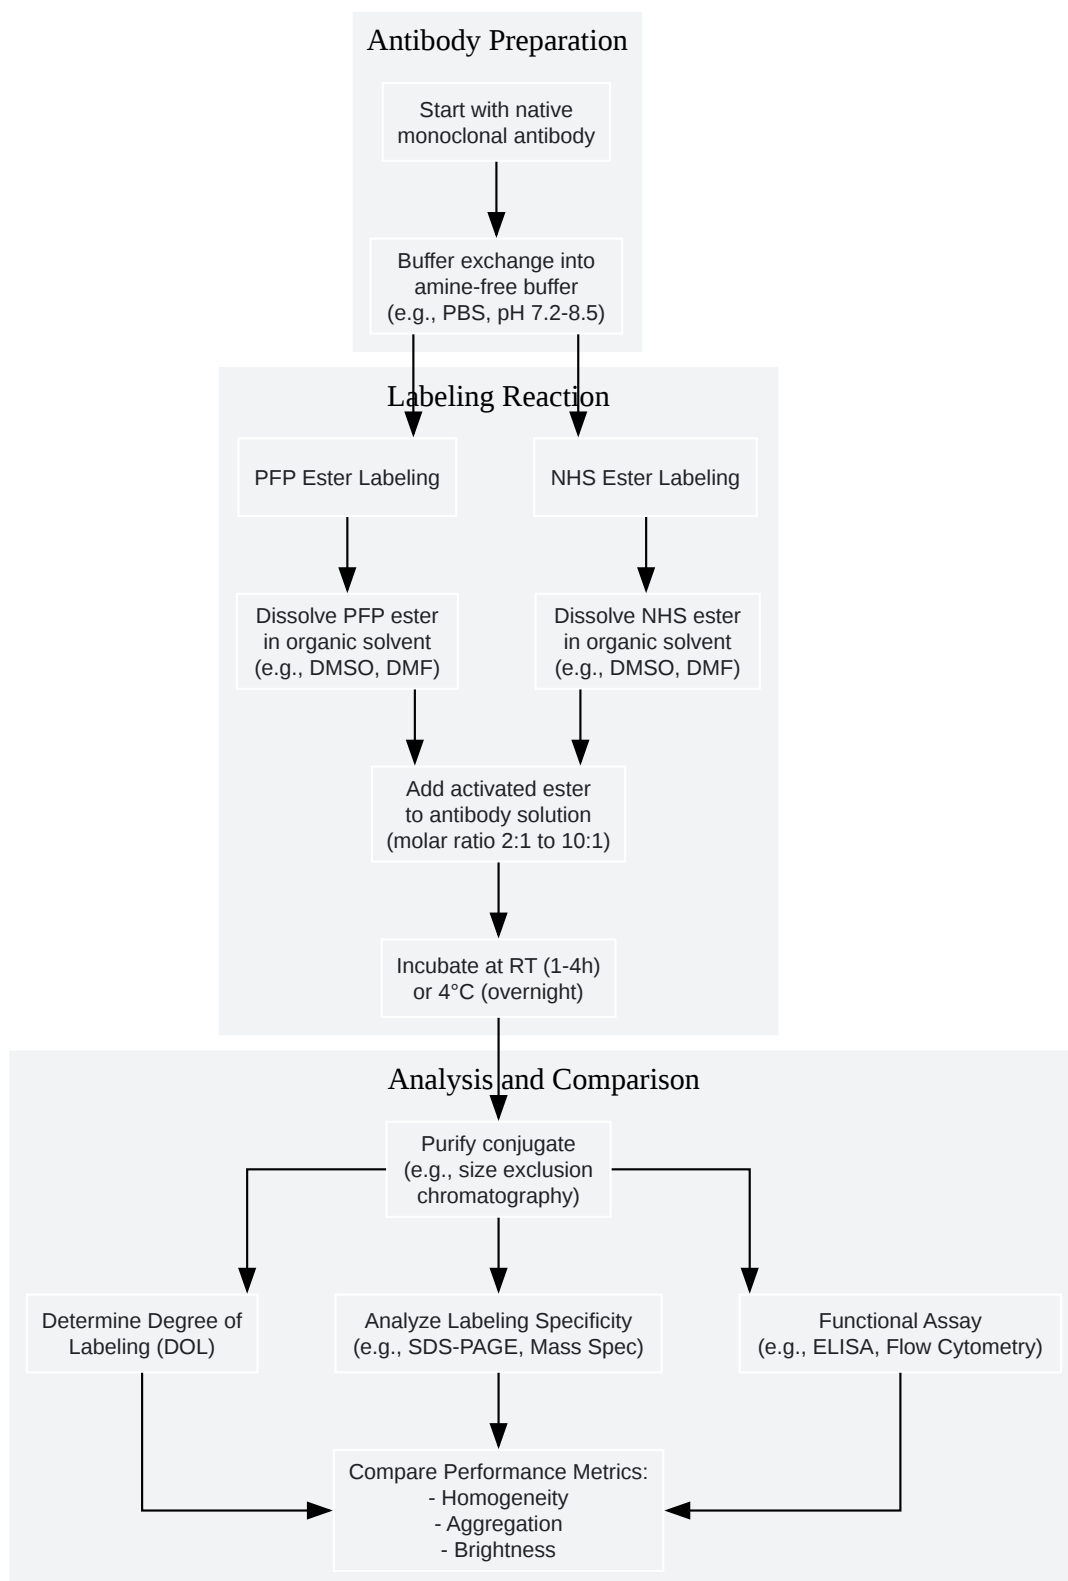 Antibody Preparation
Start with native
monoclonal antibody
Buffer exchange into
amine-free buffer
(e.g., PBS, pH 7.2-8.5)
Labeling Reaction
PFP Ester Labeling
NHS Ester Labeling
Dissolve PFP ester
in organic solvent
(e.g., DMSO, DMF)
Dissolve NHS ester
in organic solvent
(e.g., DMSO, DMF)
Add activated ester
to antibody solution
(molar ratio 2:1 to 10:1)
Incubate at RT (1-4h)
or 4°C (overnight)
Analysis and Comparison
Purify conjugate
(e.g., size exclusion
chromatography)
Determine Degree of
Labeling (DOL)
Analyze Labeling Specificity
(e.g., SDS-PAGE, Mass Spec)
Functional Assay
(e.g., ELISA, Flow Cytometry)
Compare Performance Metrics:
- Homogeneity
- Aggregation
- Brightness